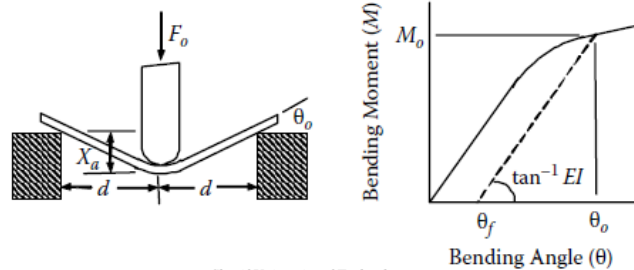 F_o
θ_o
X_a
d
d
Bending Moment (M)
M_o
tan⁻¹ EI
θ_f
θ_o
Bending Angle (θ)